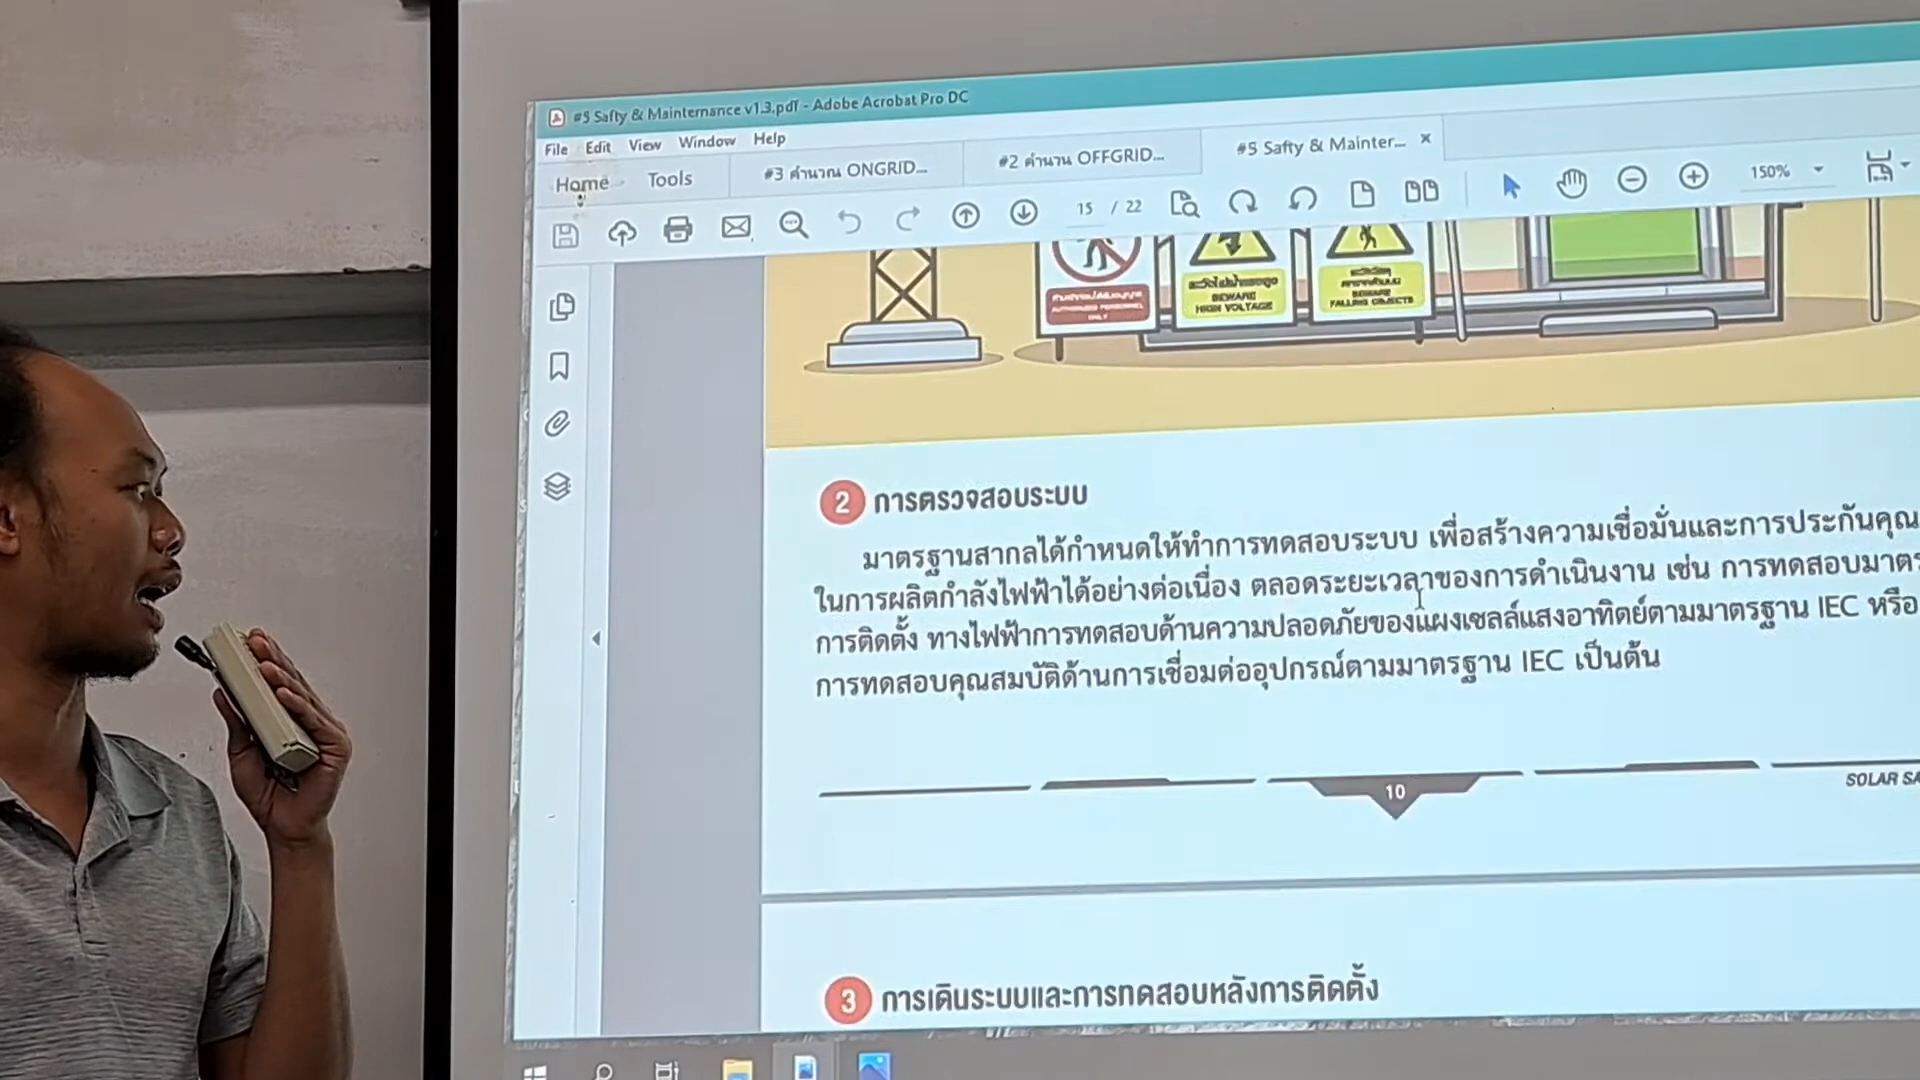 #5 Safty & Mainternance v1.3.pdf - Adobe Acrobat Pro DC
File Edit View Window Help
Home Tools #3 คำนวณ ONGRID... #2 คำนวน OFFGRID... #5 Safty & Mainter... ×
15 / 22 150%
AUTHORIZED PERSONNEL ONLY
BEWARE
HIGH VOLTAGE
BEWARE
FALLING OBJECTS
2 การตรวจสอบระบบ
มาตรฐานสากลได้กำหนดให้ทำการทดสอบระบบ เพื่อสร้างความเชื่อมั่นและการประกันคุณ
ในการผลิตกำลังไฟฟ้าได้อย่างต่อเนื่อง ตลอดระยะเวลาของการดำเนินงาน เช่น การทดสอบมาตร
การติดตั้ง ทางไฟฟ้าการทดสอบด้านความปลอดภัยของแผงเซลล์แสงอาทิตย์ตามมาตรฐาน IEC หรือ
การทดสอบคุณสมบัติด้านการเชื่อมต่ออุปกรณ์ตามมาตรฐาน IEC เป็นต้น
10
SOLAR SA
3 การเดินระบบและการทดสอบหลังการติดตั้ง